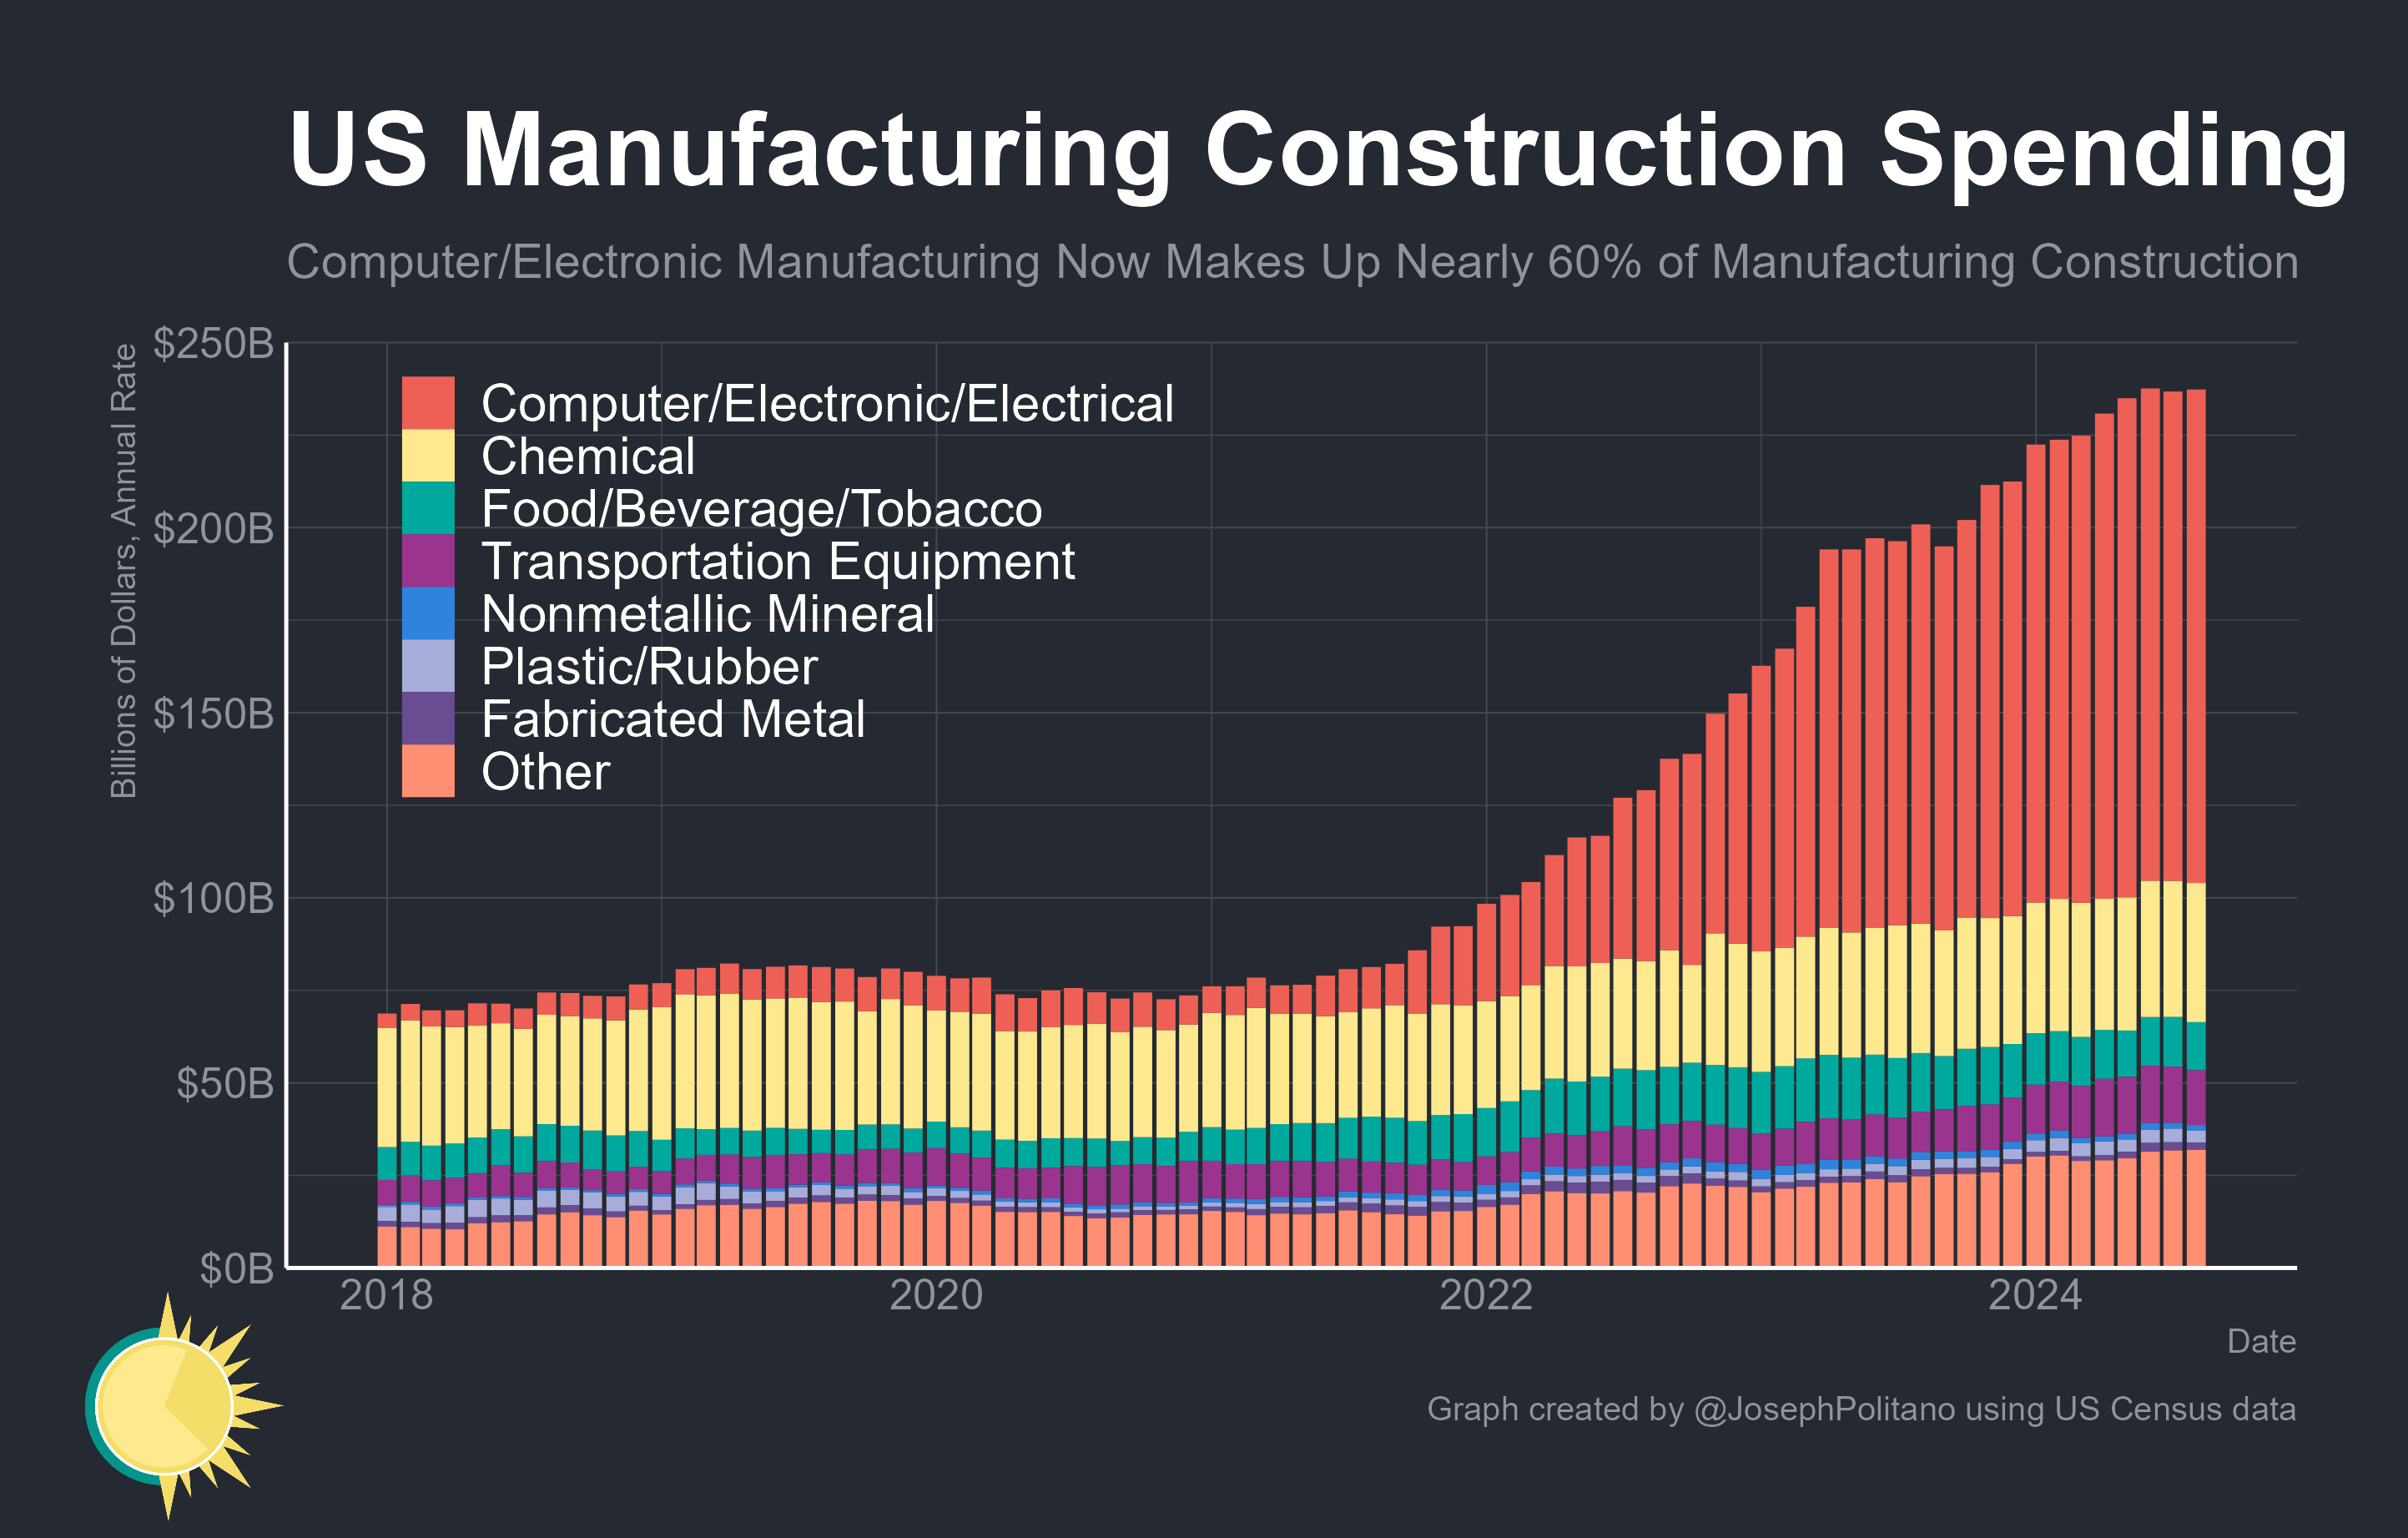 US Manufacturing Construction Spending
Computer/Electronic Manufacturing Now Makes Up Nearly 60% of Manufacturing Construction
Billions of Dollars, Annual Rate
$250B
$200B
$150B
$100B
$50B
$0B
Computer/Electronic/Electrical
Chemical
Food/Beverage/Tobacco
Transportation Equipment
Nonmetallic Mineral
Plastic/Rubber
Fabricated Metal
Other
2018 2020 2022 2024
Date
Graph created by @JosephPolitano using US Census data